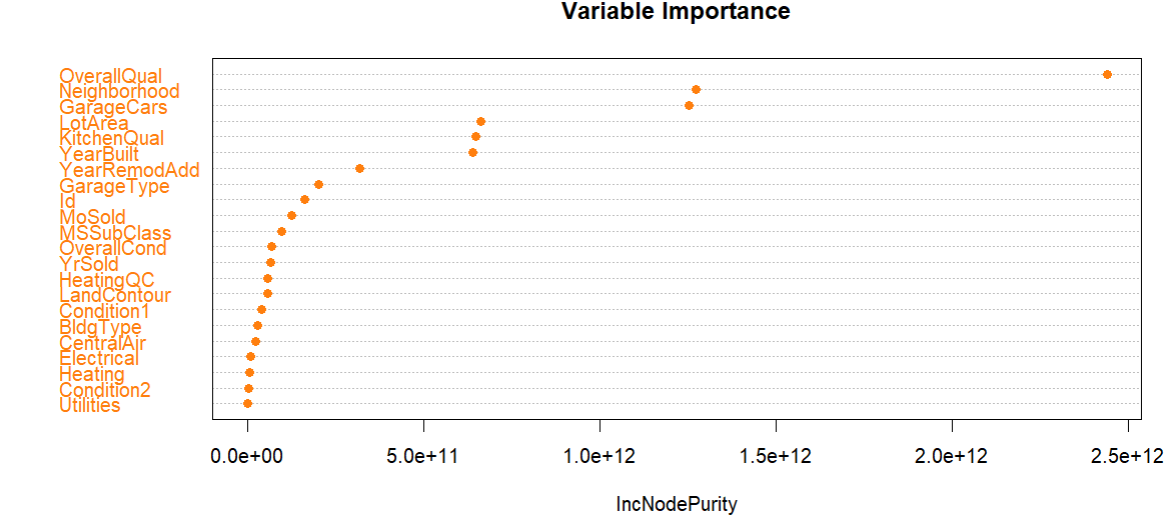 Variable Importance
OverallQual
Neighborhood
GarageCars
LotArea
KitchenQual
YearBuilt
YearRemodAdd
GarageType
Id
MoSold
MSSubClass
OverallCond
YrSold
HeatingQC
LandContour
Condition1
BldgType
CentralAir
Electrical
Heating
Condition2
Utilities
0.0e+00 5.0e+11 1.0e+12 1.5e+12 2.0e+12 2.5e+12
IncNodePurity